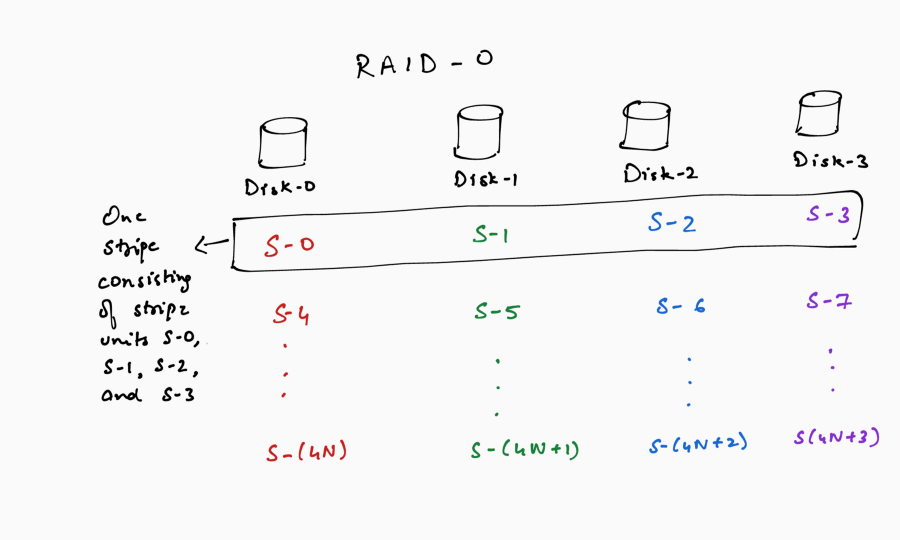 RAID-0
Disk-0 Disk-1 Disk-2 Disk-3
One
stripe
consisting
of stripe
units S-0,
S-1, S-2,
and S-3
S-0 S-1 S-2 S-3
S-4 S-5 S-6 S-7
S-(4N) S-(4N+1) S-(4N+2) S(4N+3)